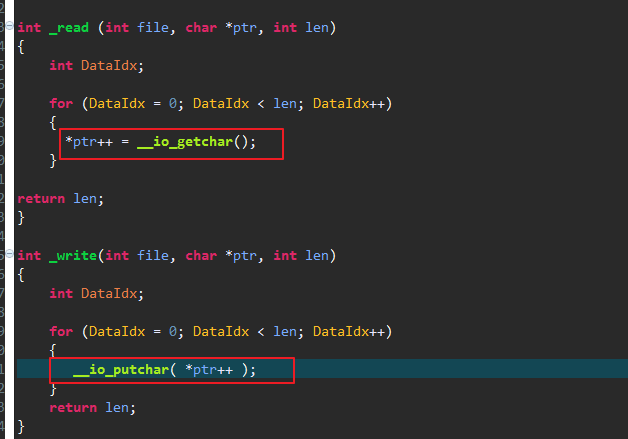 int _read (int file, char *ptr, int len)
{
    int DataIdx;

    for (DataIdx = 0; DataIdx < len; DataIdx++)
    {
      *ptr++ = __io_getchar();
    }

return len;
}

int _write(int file, char *ptr, int len)
{
    int DataIdx;

    for (DataIdx = 0; DataIdx < len; DataIdx++)
    {
       __io_putchar( *ptr++ );
    }
    return len;
}